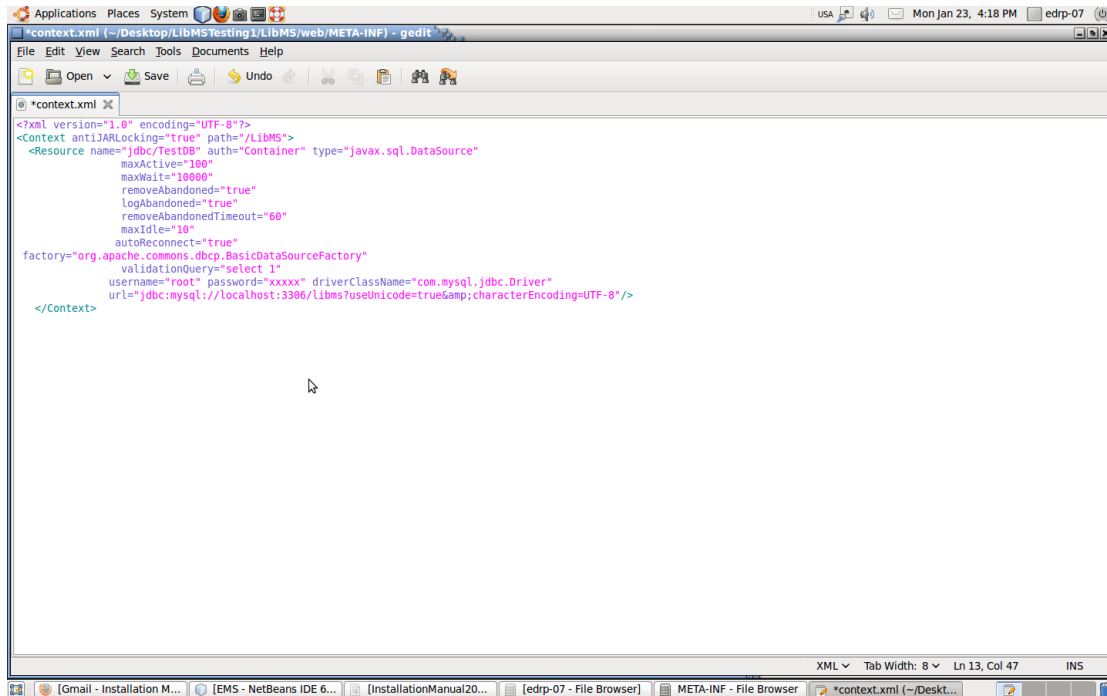 Applications Places System USA Mon Jan 23, 4:18 PM edrp-07
*context.xml (~/Desktop/LibMSTesting1/LibMS/web/META-INF) - gedit
File Edit View Search Tools Documents Help
Open Save Undo
*context.xml
<?xml version="1.0" encoding="UTF-8"?>
<Context antiJARLocking="true" path="/LibMS">
<Resource name="jdbc/TestDB" auth="Container" type="javax.sql.DataSource"
maxActive="100"
maxWait="10000"
removeAbandoned="true"
logAbandoned="true"
removeAbandonedTimeout="60"
maxIdle="10"
autoReconnect="true"
factory="org.apache.commons.dbcp.BasicDataSourceFactory"
validationQuery="select 1"
username="root" password="xxxxx" driverClassName="com.mysql.jdbc.Driver"
url="jdbc:mysql://localhost:3306/libms?useUnicode=true&amp;characterEncoding=UTF-8"/>
</Context>
XML Tab Width: 8 Ln 13, Col 47 INS
[Gmail - Installation M... [EMS - NetBeans IDE 6... [InstallationManual20... [edrp-07 - File Browser] META-INF - File Browser *context.xml (~/Deskt...